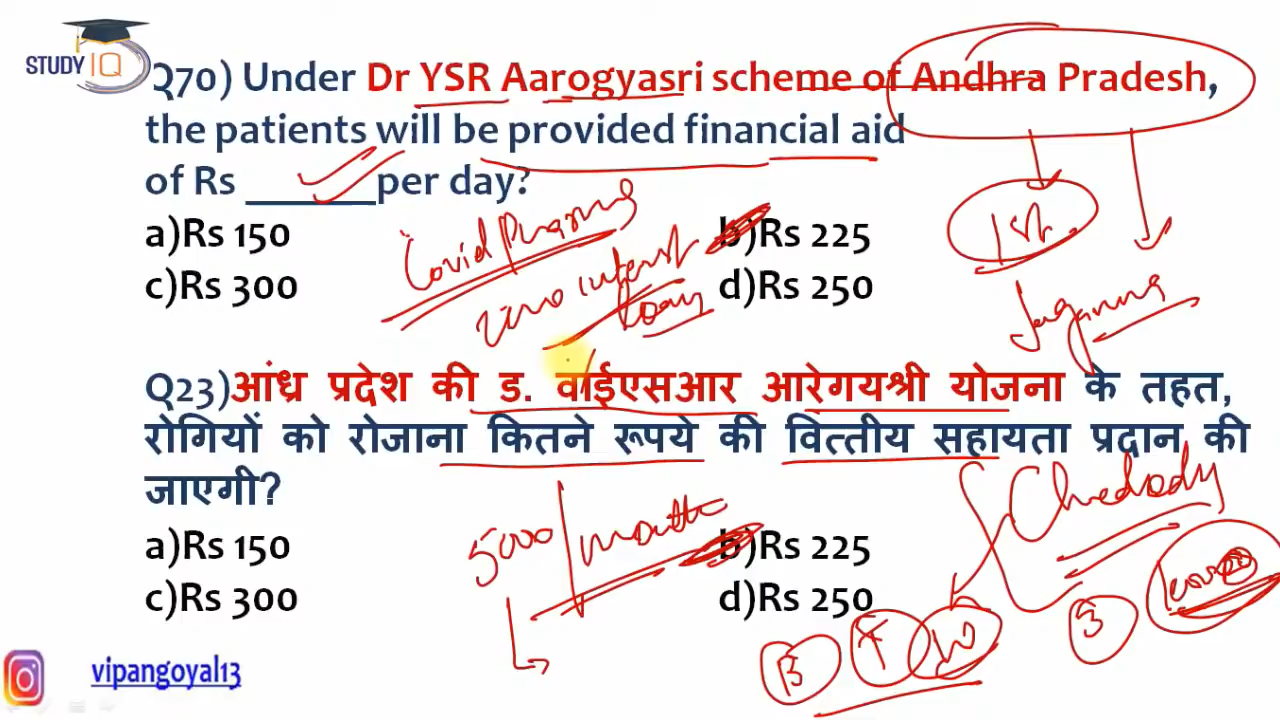 STUDY IQ
Q70) Under Dr YSR Aarogyasri scheme of Andhra Pradesh,
the patients will be provided financial aid
of Rs ______ per day?
a)Rs 150
b)Rs 225
c)Rs 300
d)Rs 250
Covid Pharma
zero interest
loan
1st
Q23)आंध्र प्रदेश की ड. वाईएसआर आरेगयश्री योजना के तहत,
रोगियों को रोजाना कितने रूपये की वित्तीय सहायता प्रदान की
जाएगी?
a)Rs 150
b)Rs 225
c)Rs 300
d)Rs 250
5000/month
3
vipangoyal13